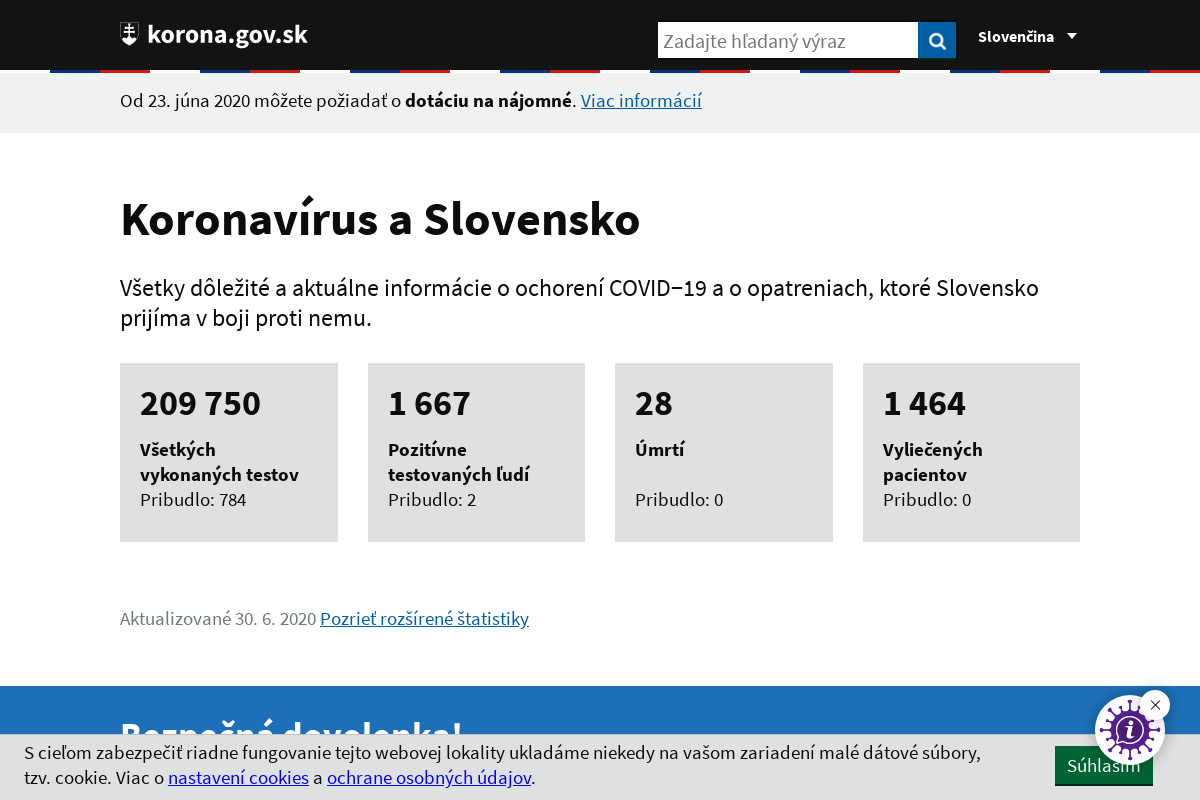 korona.gov.sk
Zadajte hľadaný výraz
Slovenčina
Od 23. júna 2020 môžete požiadať o dotáciu na nájomné. Viac informácií
Koronavírus a Slovensko
Všetky dôležité a aktuálne informácie o ochorení COVID−19 a o opatreniach, ktoré Slovensko
prijíma v boji proti nemu.
209 750
Všetkých
vykonaných testov
Pribudlo: 784
1 667
Pozitívne
testovaných ľudí
Pribudlo: 2
28
Úmrtí
Pribudlo: 0
1 464
Vyliečených
pacientov
Pribudlo: 0
Aktualizované 30. 6. 2020 Pozrieť rozšírené štatistiky
Bezpečná dovolenka!
S cieľom zabezpečiť riadne fungovanie tejto webovej lokality ukladáme niekedy na vašom zariadení malé dátové súbory,
tzv. cookie. Viac o nastavení cookies a ochrane osobných údajov.
Súhlasím